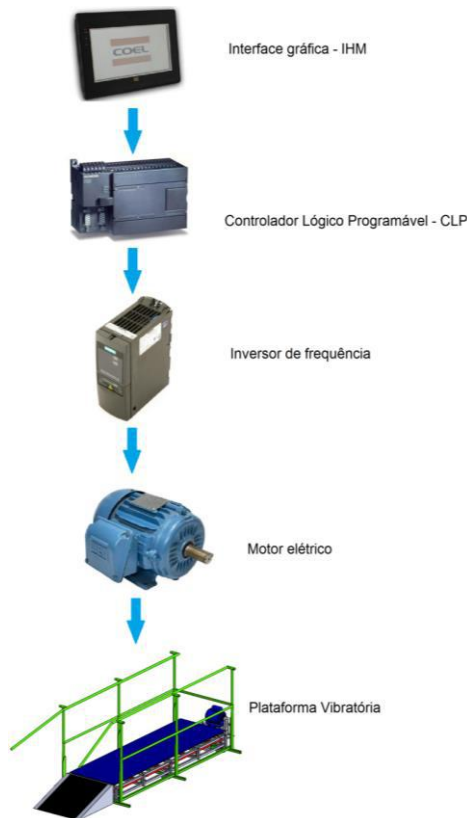 COEL
Interface gráfica - IHM
Controlador Lógico Programável - CLP
Inversor de frequência
Motor elétrico
Plataforma Vibratória